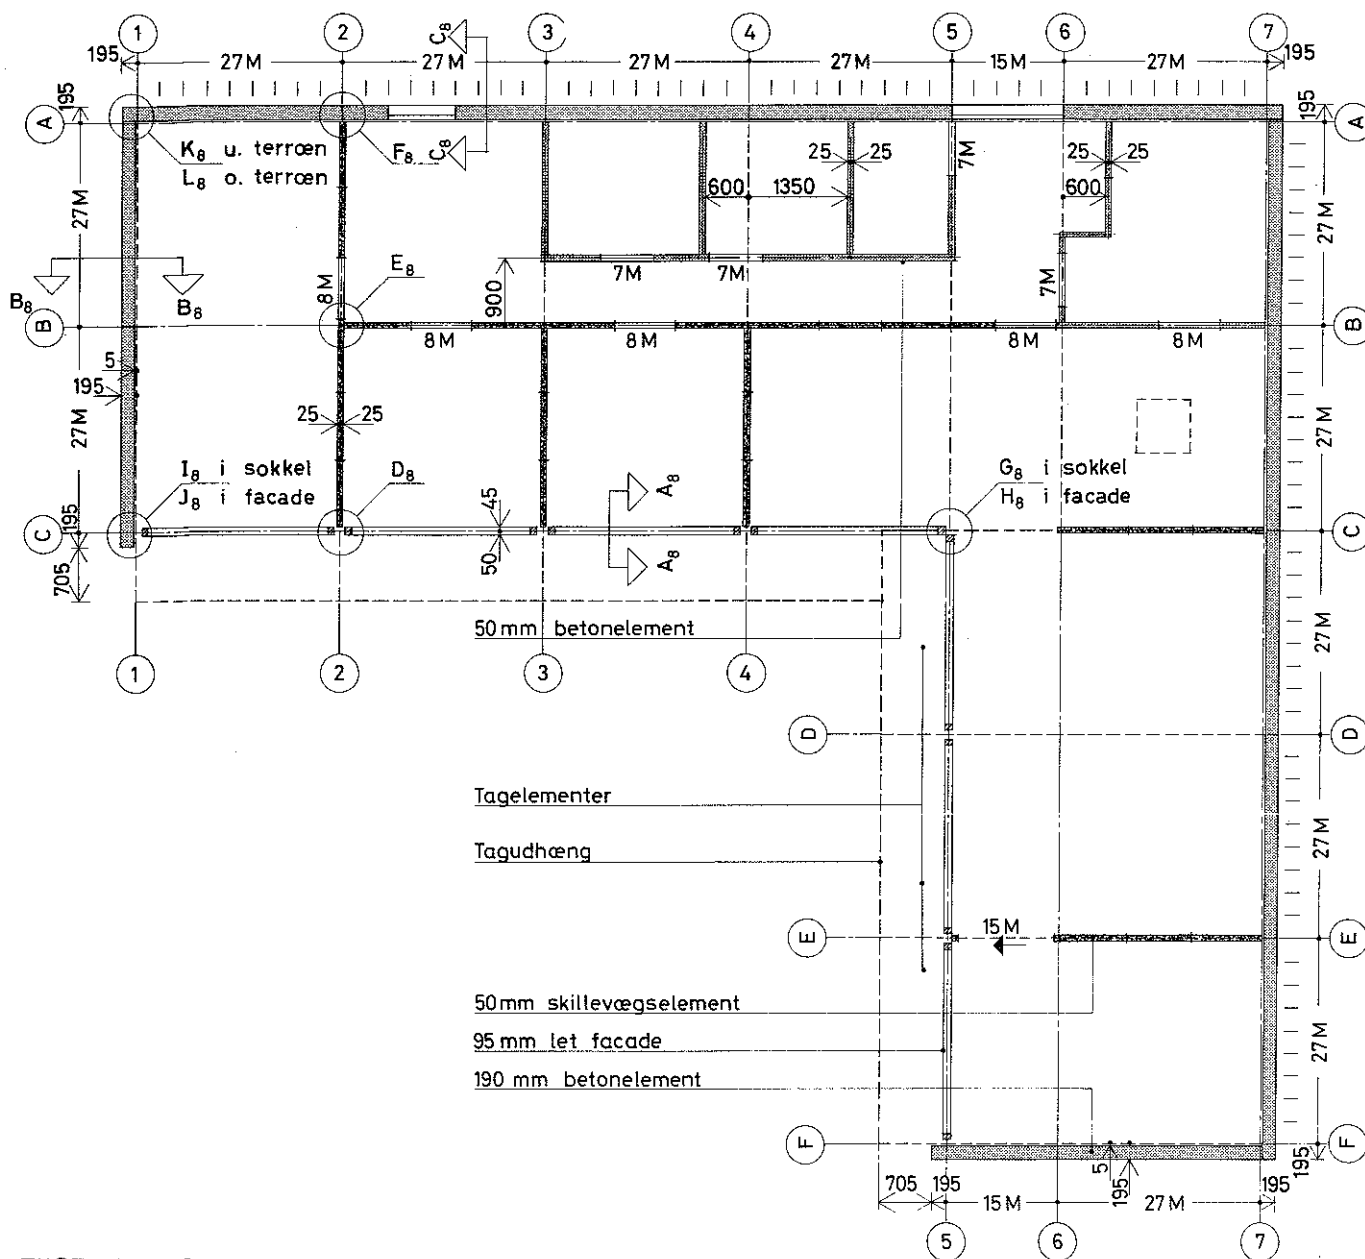 1 2 3 4 5 6 7
C₈
195 27M 27M 27M 27M 15M 27M 195
195 195
A A
K₈ u. terræn
L₈ o. terræn
F₈ C₈
25 25 7M 25 25
600 1350 600
27M 27M
E₈
8M 7M 7M 7M
B₈ B₈
900
B B
8M 8M 8M 8M
5
195
27M 27M
25 25
I₈ i sokkel
J₈ i facade
D₈
G₈ i sokkel
H₈ i facade
A₈
45
195
C C
50
A₈
705
50mm betonelement
27M
1 2 3 4
D D
Tagelementer
27M
Tagudhæng
E E
15M
50mm skillevægselement
95mm let facade
27M
190 mm betonelement
F F
5
195
195
705 195 15M 27M 195
5 6 7